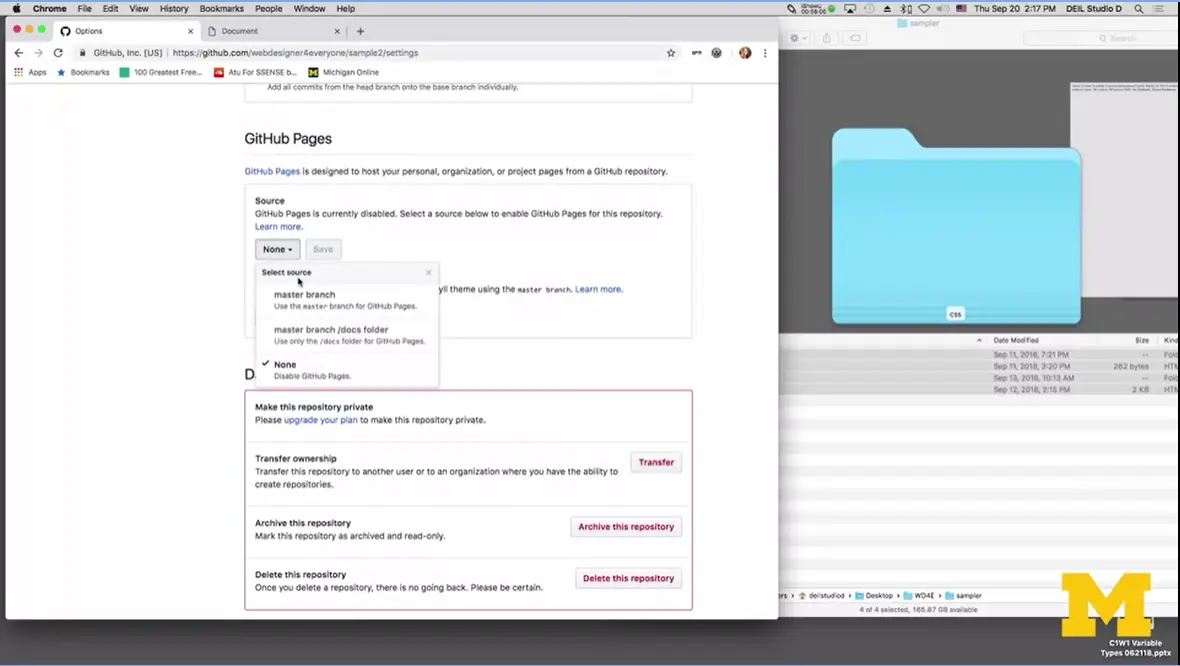 Chrome File Edit View History Bookmarks People Window Help
Thu Sep 20 2:17 PM DEIL Studio D
Options
Document
GitHub, Inc. [US] | https://github.com/webdesigner4everyone/sample2/settings
Apps Bookmarks 100 Greatest Free... Atu For SSENSE b... Michigan Online
sampler
Search
Add all commits from the head branch onto the base branch individually.
GitHub Pages
GitHub Pages is designed to host your personal, organization, or project pages from a GitHub repository.
Source
GitHub Pages is currently disabled. Select a source below to enable GitHub Pages for this repository.
Learn more.
None Save
Select source
master branch
Use the master branch for GitHub Pages.
yll theme using the master branch. Learn more.
master branch /docs folder
Use only the /docs folder for GitHub Pages.
None
Disable GitHub Pages.
D
Make this repository private
Please upgrade your plan to make this repository private.
Transfer ownership
Transfer this repository to another user or to an organization where you have the ability to
create repositories.
Transfer
Archive this repository
Mark this repository as archived and read-only.
Archive this repository
Delete this repository
Once you delete a repository, there is no going back. Please be certain.
Delete this repository
css
Date Modified Size Kin
Sep 11, 2018, 7:21 PM -- Fol
Sep 11, 2018, 3:20 PM 262 bytes HT
Sep 13, 2018, 10:13 AM -- Fol
Sep 12, 2018, 2:15 PM 2 KB HT
rs › deilstudiod › Desktop › WD4E › sampler
4 of 4 selected, 165.87 GB available
M
C1W1 Variable
Types 062118.pptx